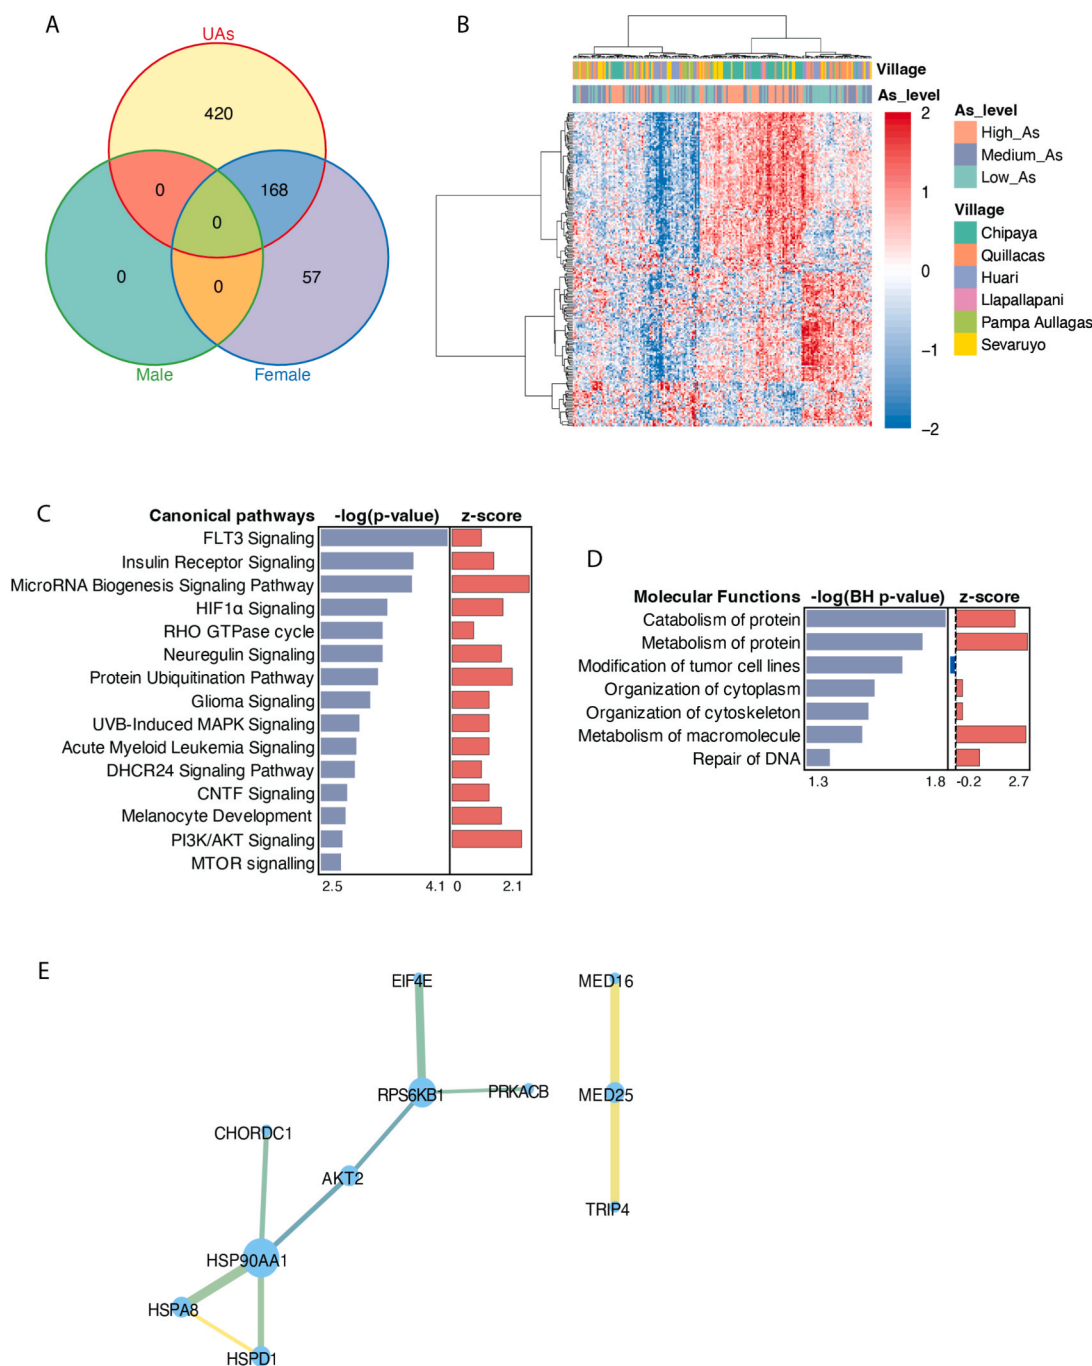 A
UAs
420
0
168
0
0
0
57
Male
Female
B
Village
As_level
2
1
0
−1
−2
As_level
High_As
Medium_As
Low_As
Village
Chipaya
Quillacas
Huari
Llapallapani
Pampa Aullagas
Sevaruyo
C
Canonical pathways -log(p-value) z-score
FLT3 Signaling
Insulin Receptor Signaling
MicroRNA Biogenesis Signaling Pathway
HIF1α Signaling
RHO GTPase cycle
Neuregulin Signaling
Protein Ubiquitination Pathway
Glioma Signaling
UVB-Induced MAPK Signaling
Acute Myeloid Leukemia Signaling
DHCR24 Signaling Pathway
CNTF Signaling
Melanocyte Development
PI3K/AKT Signaling
MTOR signalling
2.5 4.1 0 2.1
D
Molecular Functions -log(BH p-value) z-score
Catabolism of protein
Metabolism of protein
Modification of tumor cell lines
Organization of cytoplasm
Organization of cytoskeleton
Metabolism of macromolecule
Repair of DNA
1.3 1.8 -0.2 2.7
E
EIF4E
MED16
RPS6KB1
PRKACB
MED25
CHORDC1
AKT2
TRIP4
HSP90AA1
HSPA8
HSPD1